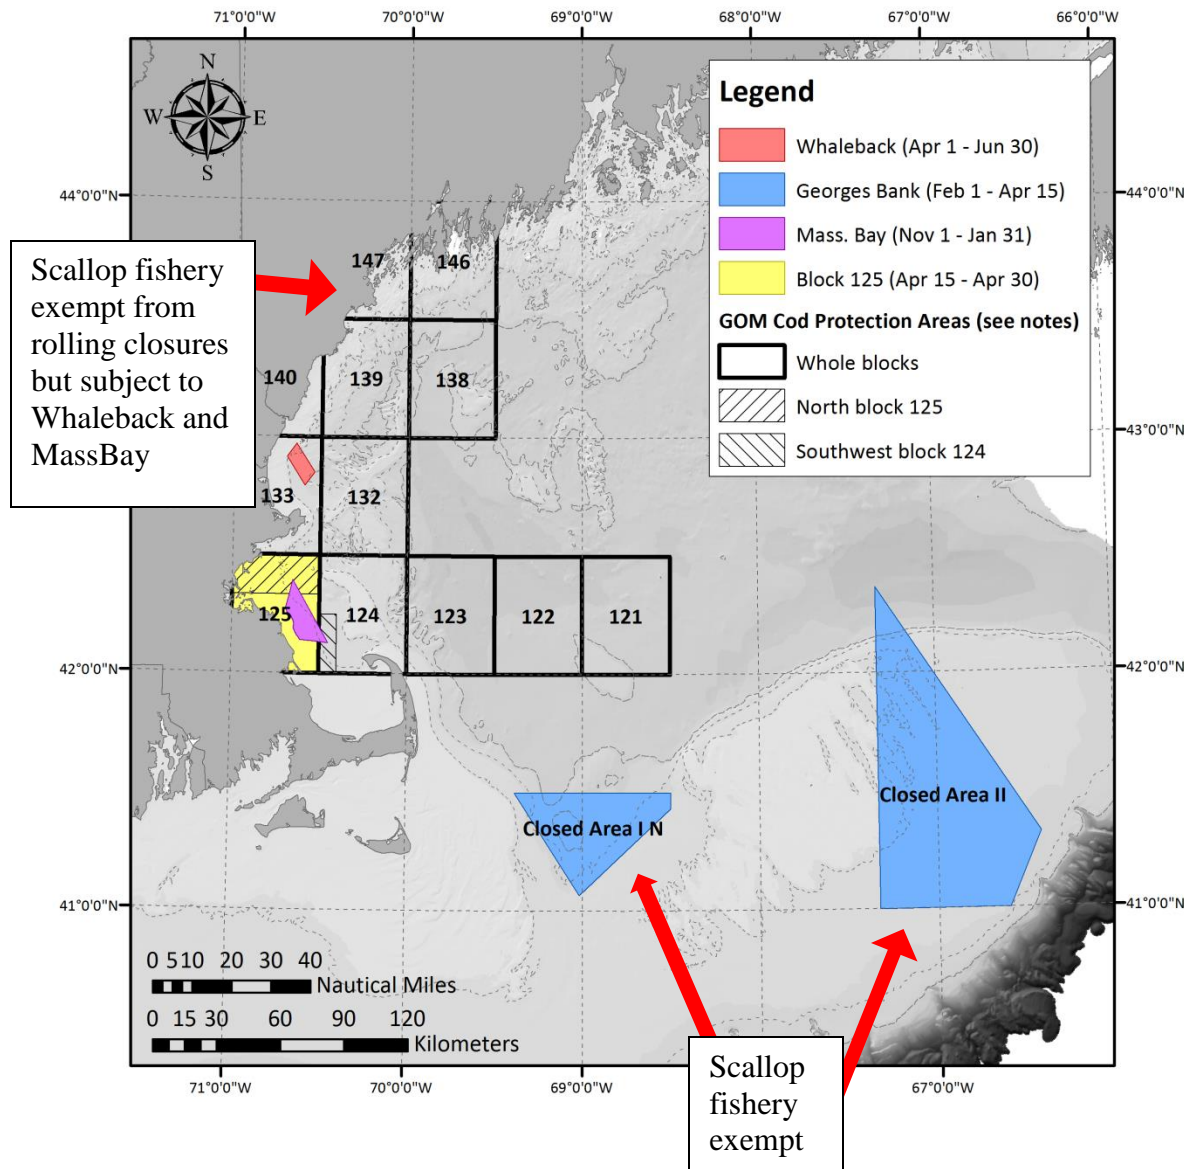 71°0'0"W 70°0'0"W 69°0'0"W 68°0'0"W 67°0'0"W 66°0'0"W
N
W E
S
Legend
Whaleback (Apr 1 - Jun 30)
Georges Bank (Feb 1 - Apr 15)
Mass. Bay (Nov 1 - Jan 31)
Block 125 (Apr 15 - Apr 30)
GOM Cod Protection Areas (see notes)
Whole blocks
North block 125
Southwest block 124
44°0'0"N 44°0'0"N
Scallop fishery
exempt from
rolling closures
but subject to
Whaleback and
MassBay
147 146
140 139 138
43°0'0"N
133 132
125 124 123 122 121
42°0'0"N 42°0'0"N
Closed Area I N
Closed Area II
41°0'0"N 41°0'0"N
0 5 10 20 30 40
Nautical Miles
0 15 30 60 90 120
Kilometers
71°0'0"W 70°0'0"W 69°0'0"W 67°0'0"W
Scallop
fishery
exempt